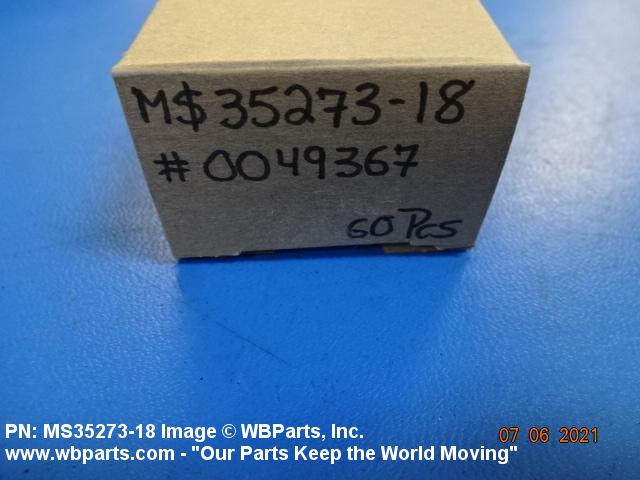 M$35273-18
#0049367
60 Pcs
PN: MS35273-18 Image © WBParts, Inc.
07 06 2021
www.wbparts.com - "Our Parts Keep the World Moving"